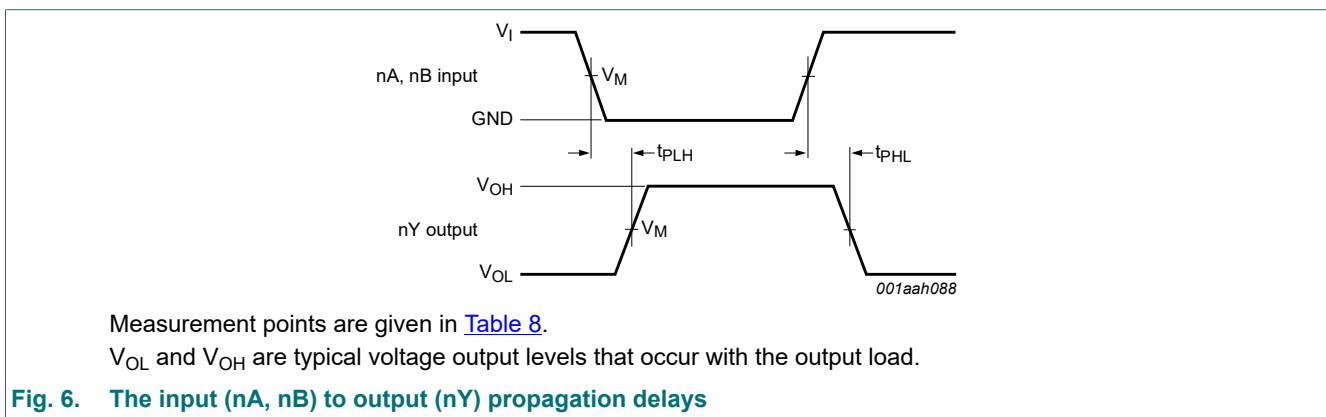 VI
nA, nB input
VM
GND
tPLH
tPHL
VOH
nY output
VM
VOL
001aah088
Measurement points are given in Table 8.
VOL and VOH are typical voltage output levels that occur with the output load.
Fig. 6. The input (nA, nB) to output (nY) propagation delays